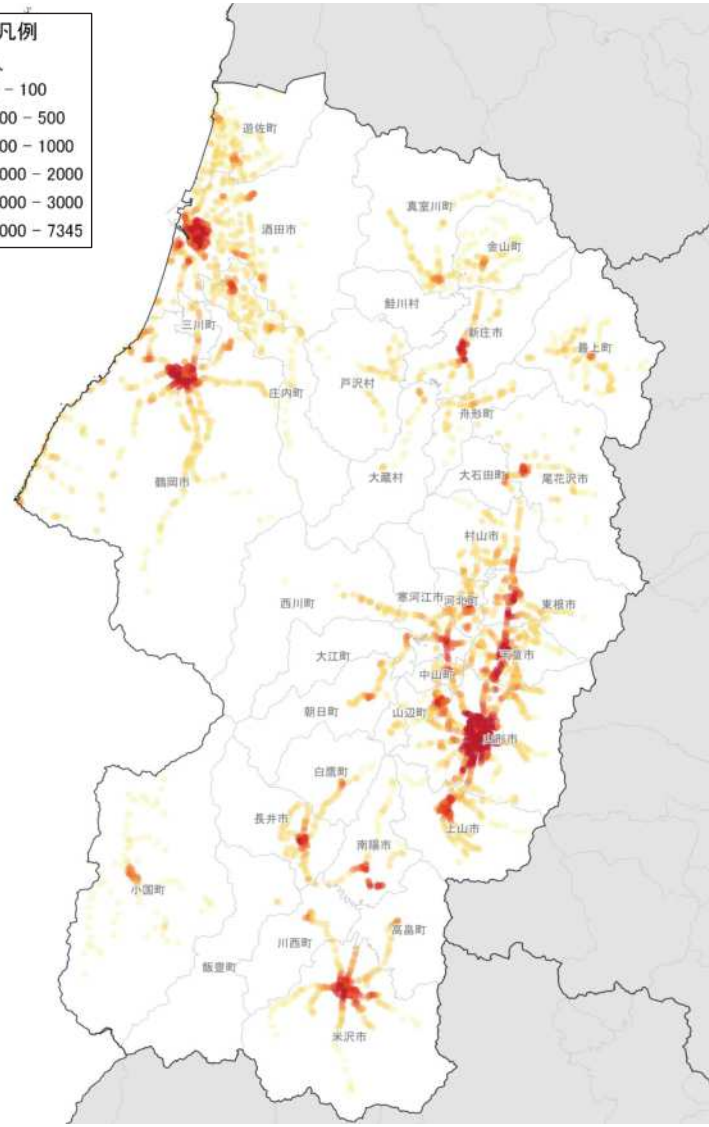 凡例
- 100
00 - 500
00 - 1000
000 - 2000
000 - 3000
000 - 7345
遊佐町
真室川町
酒田市
金山町
鮭川村
三川町
新庄市
最上町
戸沢村
庄内町
舟形町
大蔵村
大石田町
尾花沢市
鶴岡市
村山市
西川町
寒河江市
河北町
東根市
大江町
天童市
中山町
朝日町
山辺町
山形市
白鷹町
長井市
上山市
南陽市
小国町
高畠町
川西町
飯豊町
米沢市